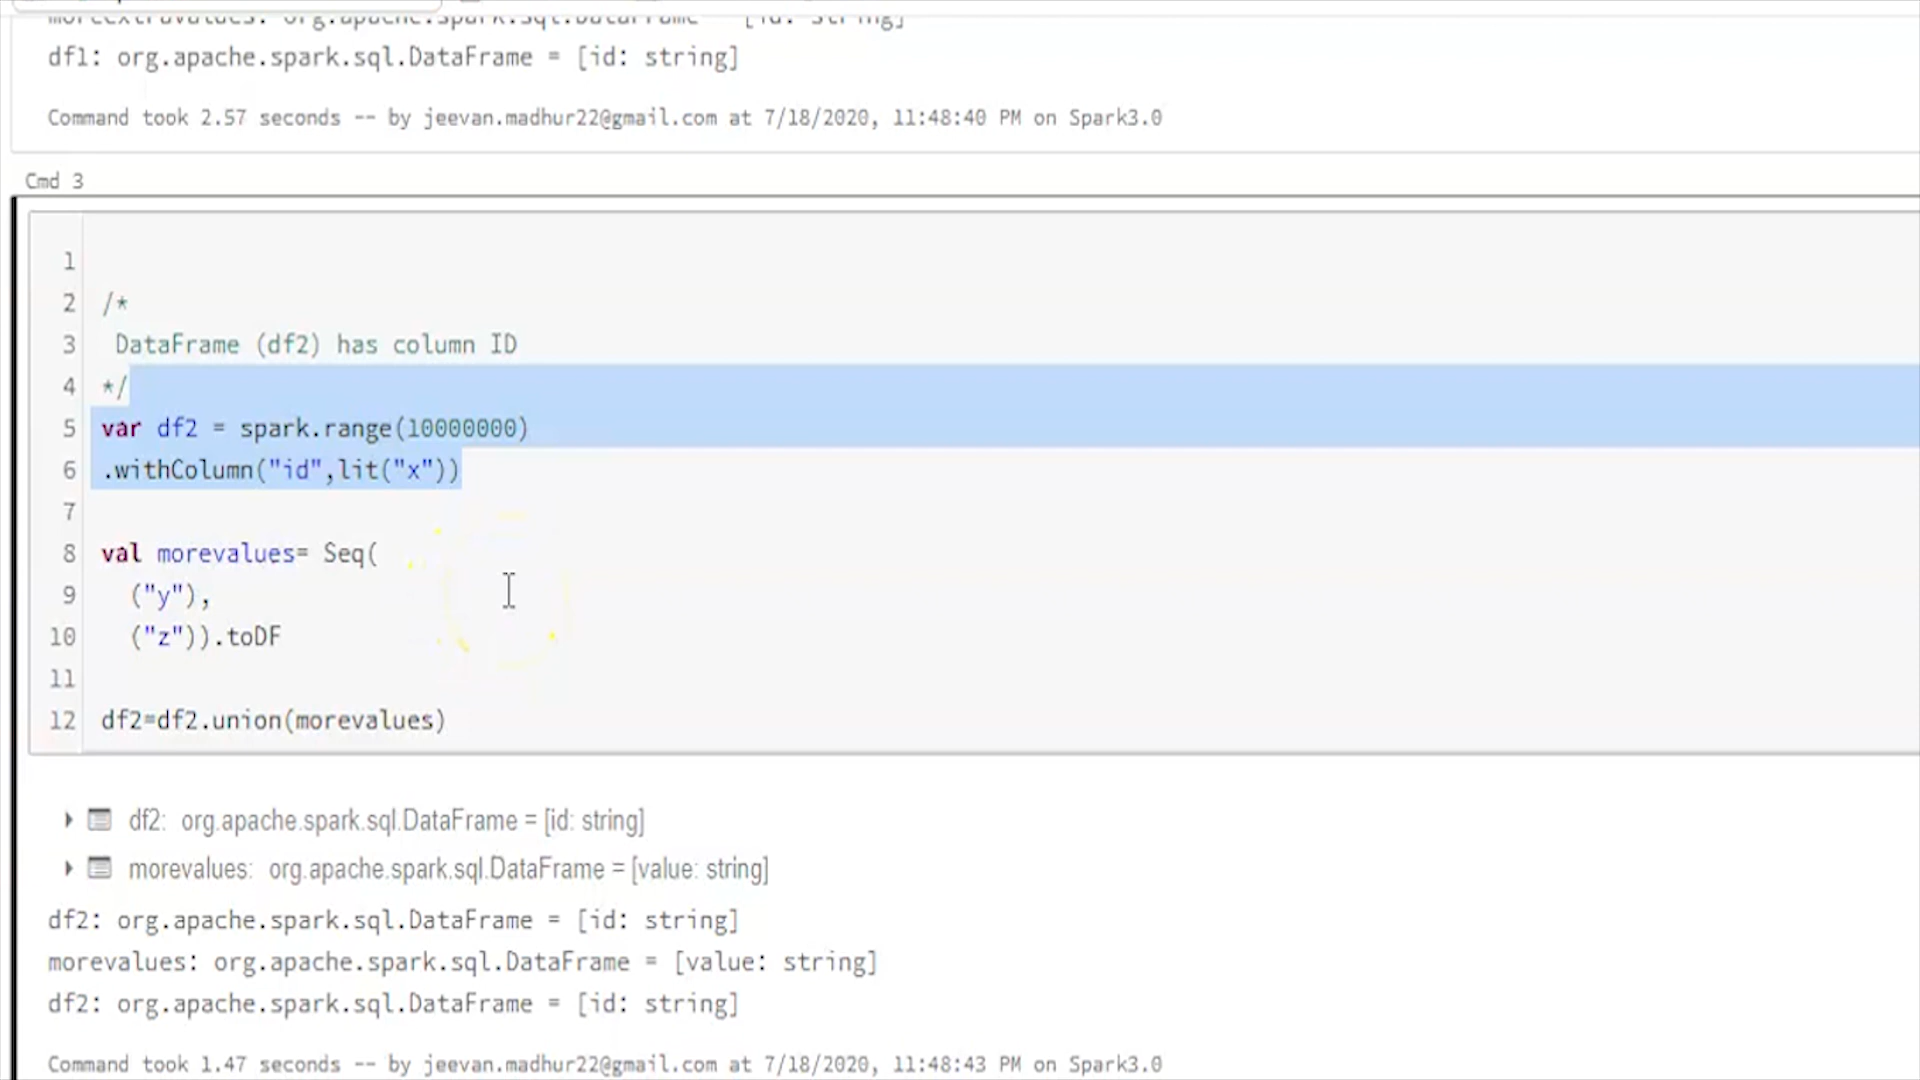 df1: org.apache.spark.sql.DataFrame = [id: string]
Command took 2.57 seconds -- by jeevan.madhur22@gmail.com at 7/18/2020, 11:48:40 PM on Spark3.0
Cmd 3
1
2 /*
3 DataFrame (df2) has column ID
4 */
5 var df2 = spark.range(10000000)
6 .withColumn("id",lit("x"))
7
8 val morevalues= Seq(
9 ("y"),
10 ("z")).toDF
11
12 df2=df2.union(morevalues)
df2: org.apache.spark.sql.DataFrame = [id: string]
morevalues: org.apache.spark.sql.DataFrame = [value: string]
df2: org.apache.spark.sql.DataFrame = [id: string]
morevalues: org.apache.spark.sql.DataFrame = [value: string]
df2: org.apache.spark.sql.DataFrame = [id: string]
Command took 1.47 seconds -- by jeevan.madhur22@gmail.com at 7/18/2020, 11:48:43 PM on Spark3.0